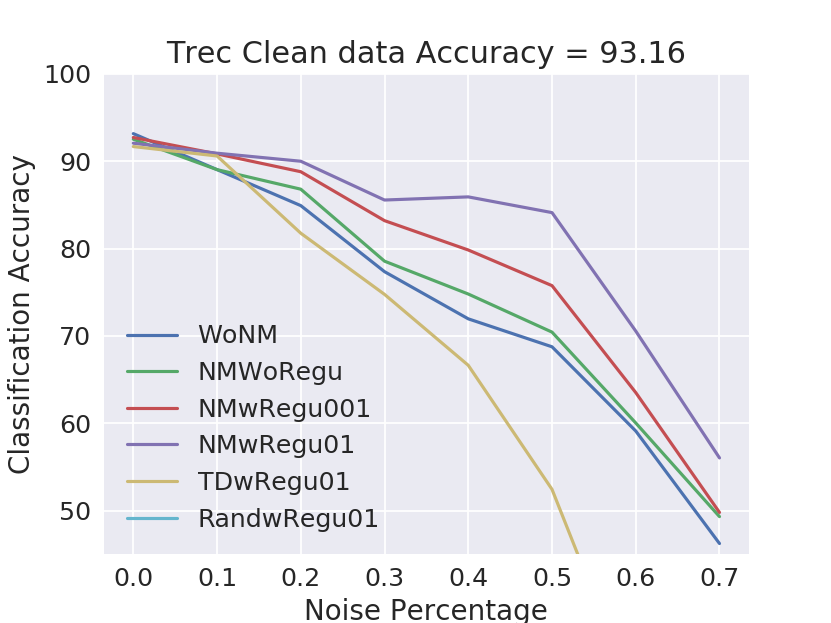 Trec Clean data Accuracy = 93.16
Classification Accuracy
100
90
80
70
60
50
WoNM
NMWoRegu
NMwRegu001
NMwRegu01
TDwRegu01
RandwRegu01
0.0 0.1 0.2 0.3 0.4 0.5 0.6 0.7
Noise Percentage